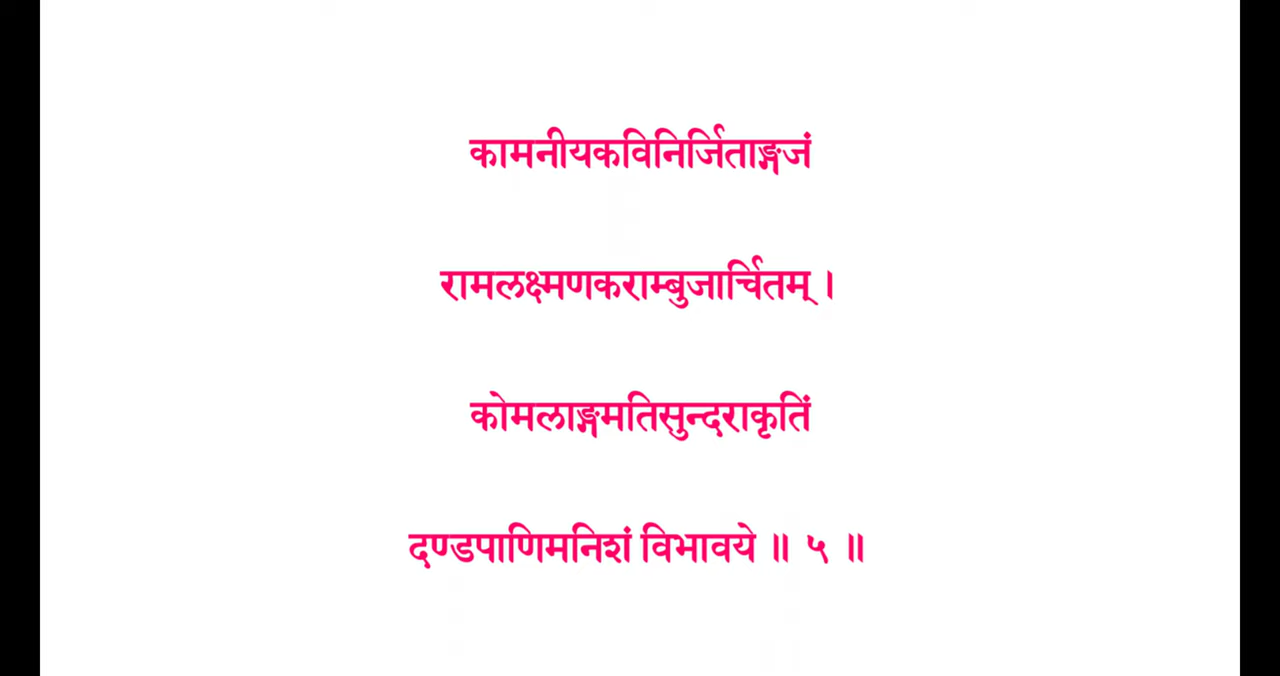 कामनीयकविनिर्जिताङ्गजं
रामलक्ष्मणकराम्बुजार्चितम् ।
कोमलाङ्गमतिसुन्दराकृतिं
दण्डपाणिमनिशं विभावये ॥ ५ ॥